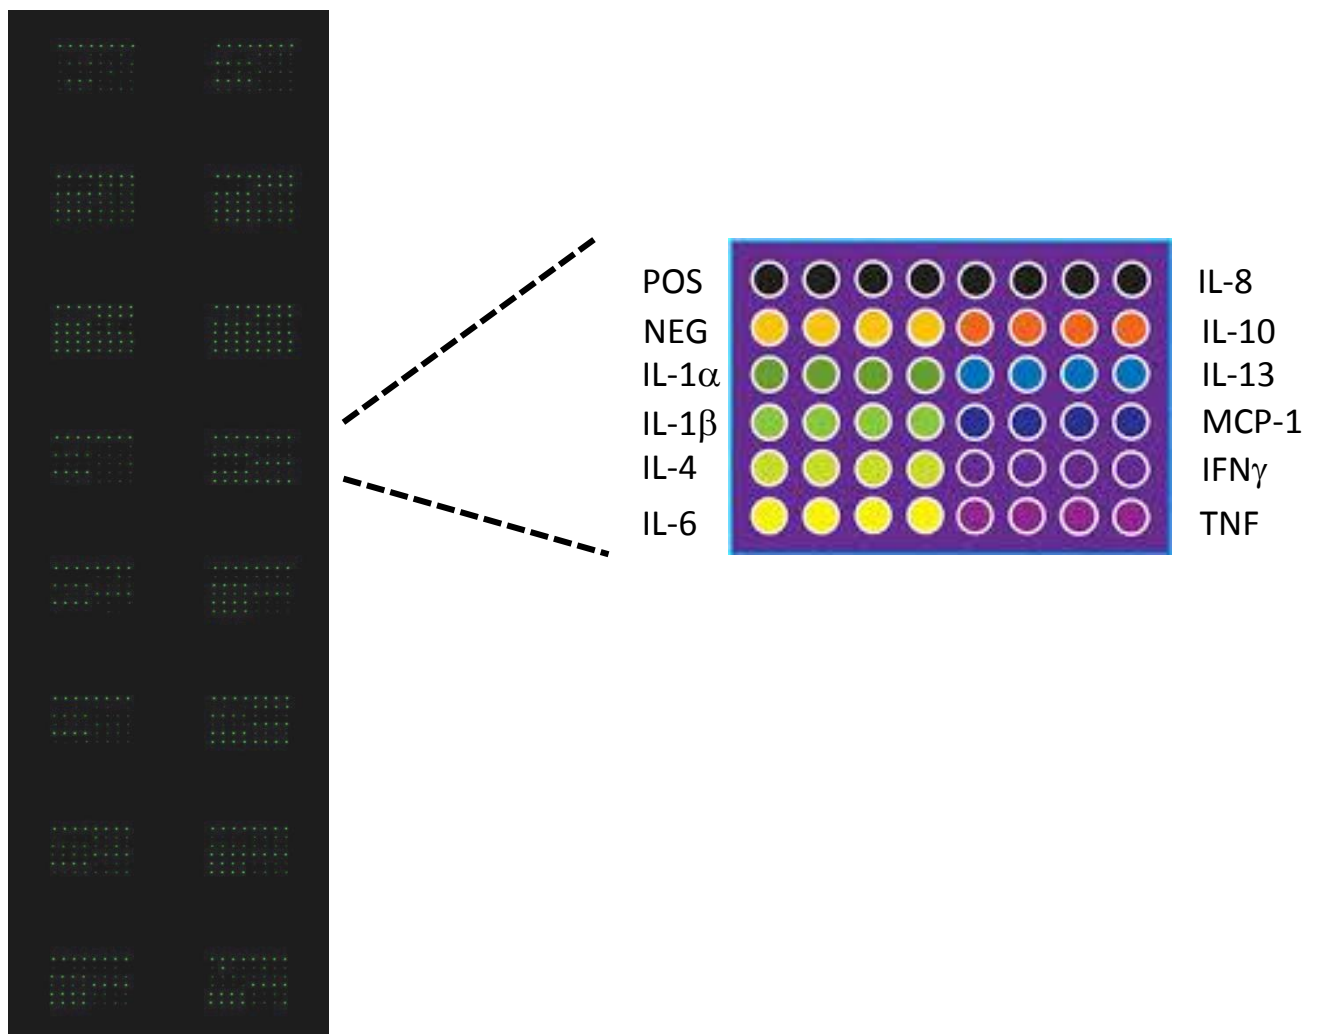 POS
NEG
IL-1α
IL-1β
IL-4
IL-6
IL-8
IL-10
IL-13
MCP-1
IFNγ
TNF